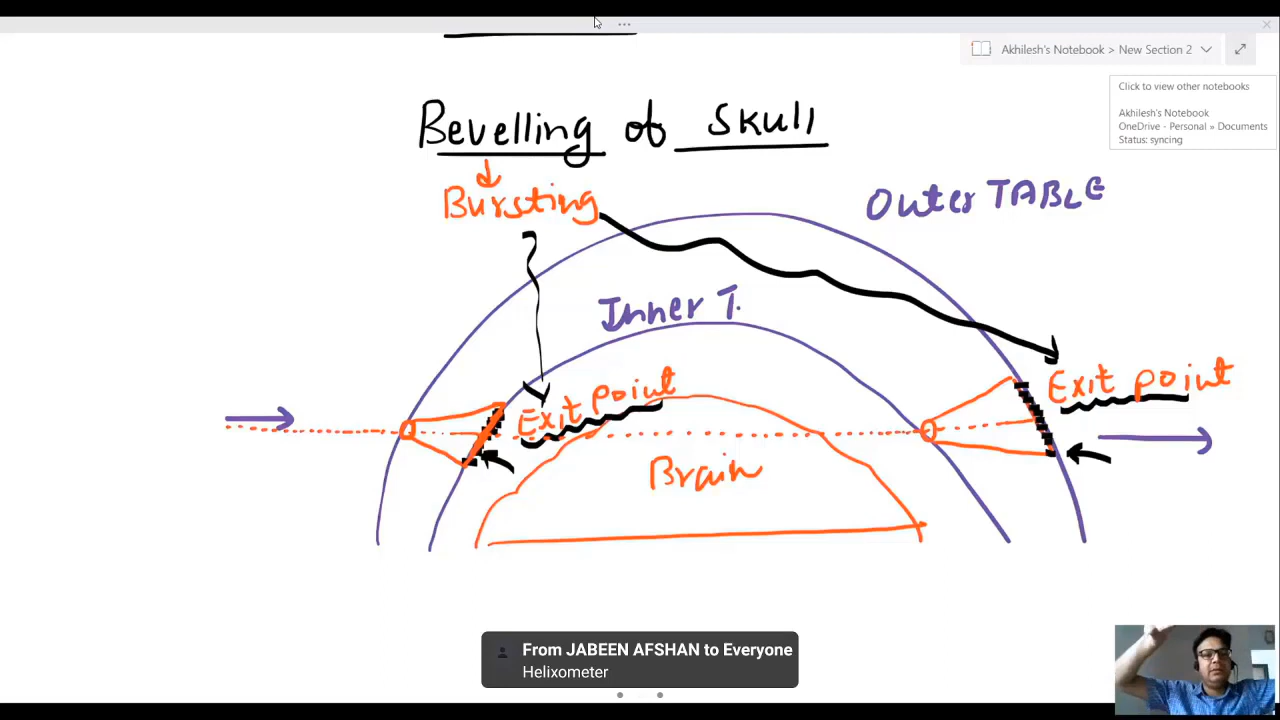 ...
Akhilesh's Notebook > New Section 2
Click to view other notebooks
Akhilesh's Notebook
OneDrive - Personal » Documents
Status: syncing
Bevelling of Skull
Bursting
Outer TABLE
Inner T.
Exit point
Exit point
Brain
From JABEEN AFSHAN to Everyone
Helixometer